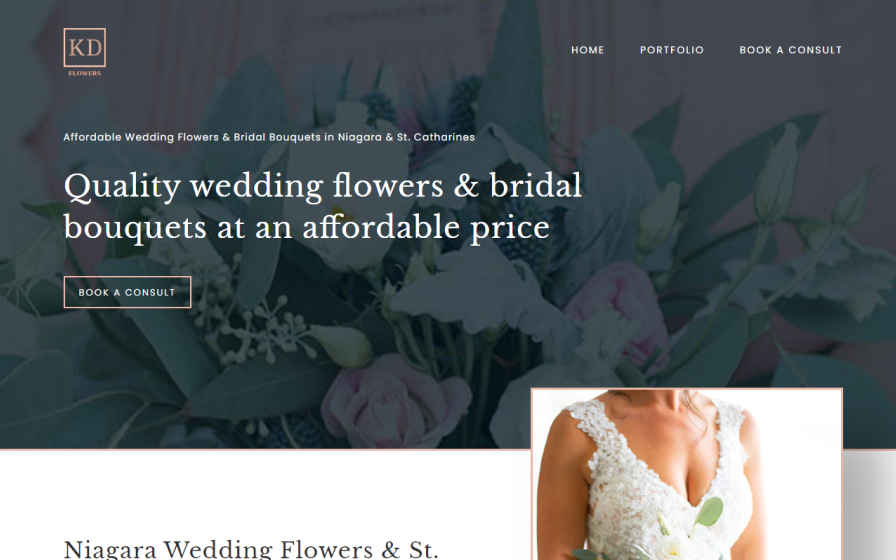 KD
FLOWERS
HOME PORTFOLIO BOOK A CONSULT
Affordable Wedding Flowers & Bridal Bouquets in Niagara & St. Catharines
Quality wedding flowers & bridal
bouquets at an affordable price
BOOK A CONSULT
Niagara Wedding Flowers & St.